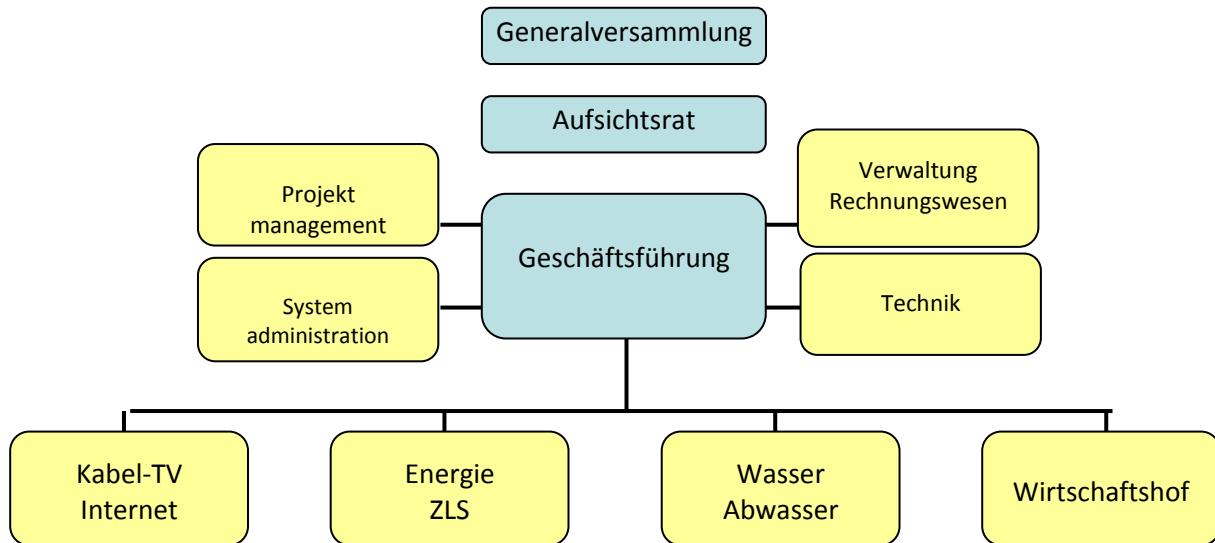 Generalversammlung
Aufsichtsrat
Projekt
management
Verwaltung
Rechnungswesen
Geschäftsführung
System
administration
Technik
Kabel-TV
Internet
Energie
ZLS
Wasser
Abwasser
Wirtschaftshof